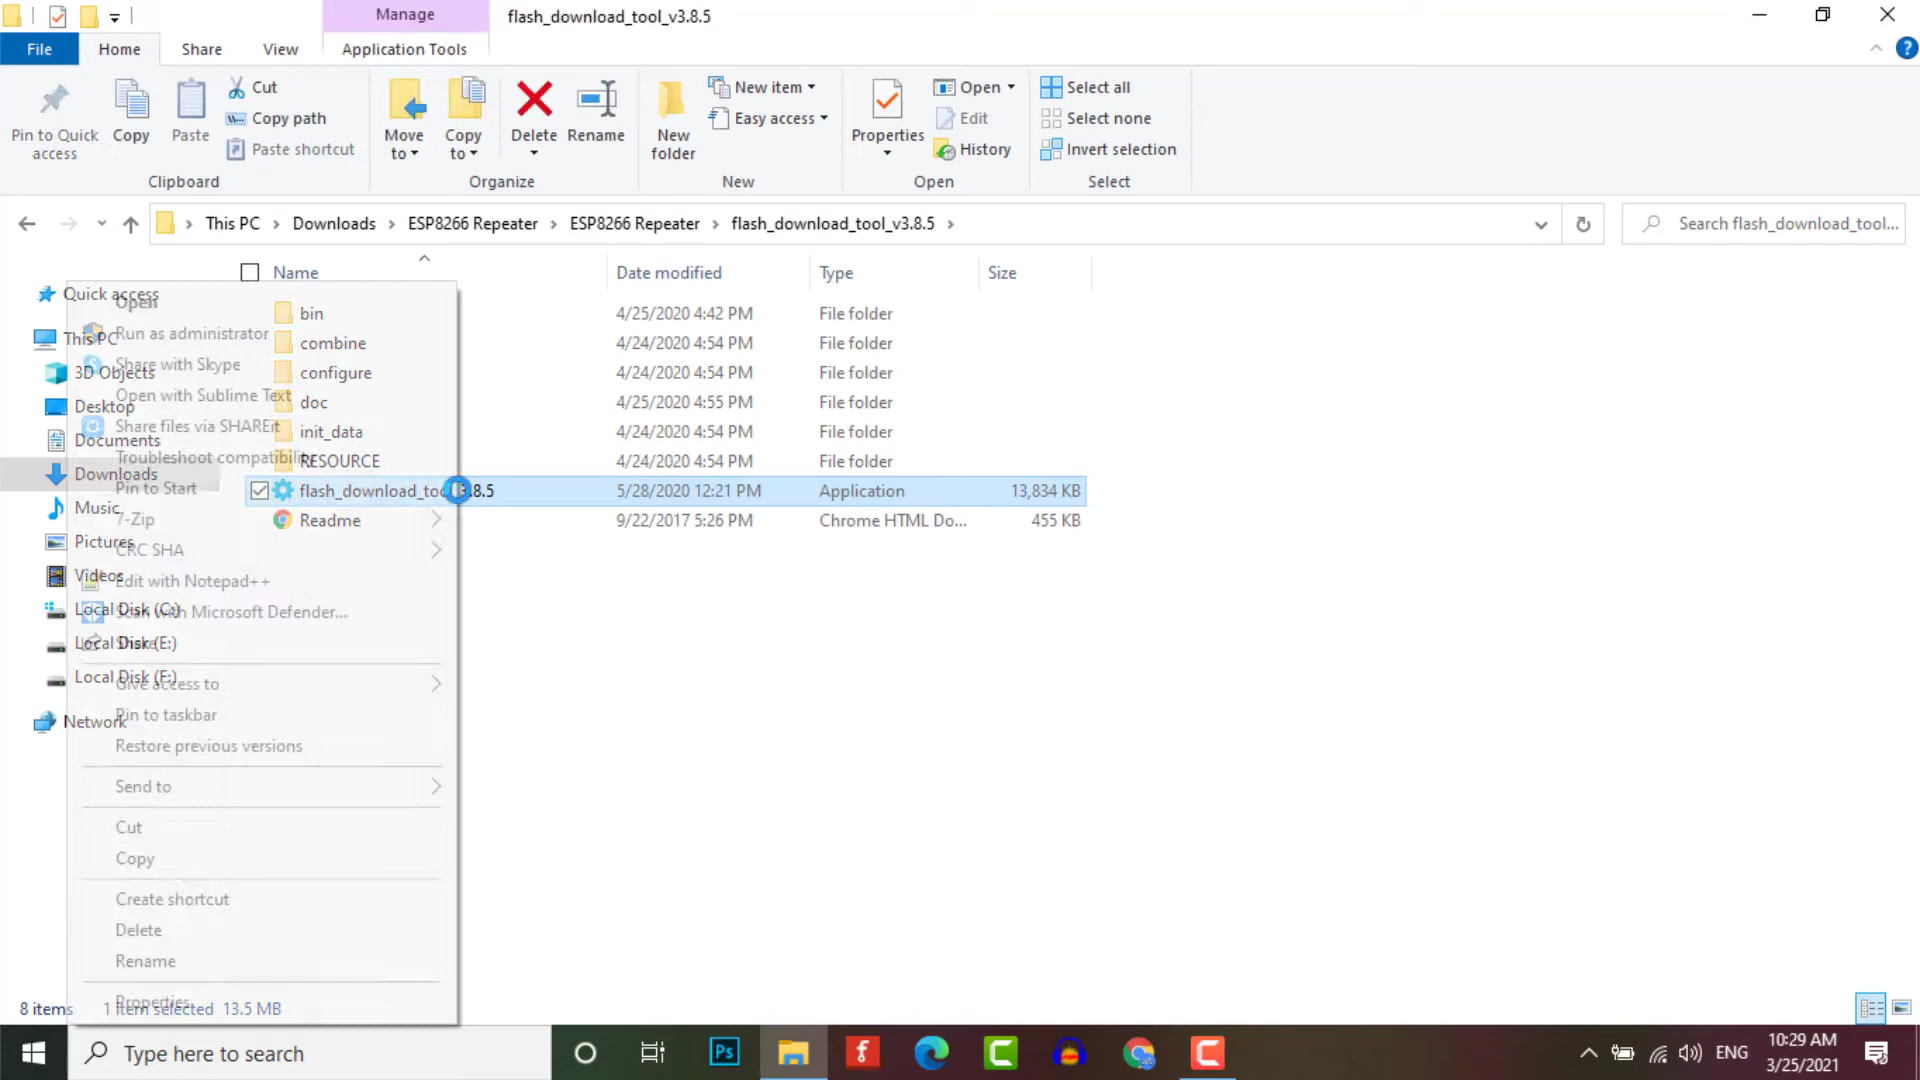 Manage
flash_download_tool_v3.8.5
File
Home
Share
View
Application Tools
Pin to Quick access
Copy
Paste
Cut
Copy path
Paste shortcut
Clipboard
Move to
Copy to
Delete
Rename
Organize
New folder
New item
Easy access
New
Properties
Open
Edit
History
Open
Select all
Select none
Invert selection
Select
This PC
Downloads
ESP8266 Repeater
ESP8266 Repeater
flash_download_tool_v3.8.5
Search flash_download_tool...
Name
Date modified
Type
Size
Quick access
This PC
3D Objects
Desktop
Documents
Downloads
Music
Pictures
Videos
Local Disk (C:)
Local Disk (E:)
Local Disk (F:)
Network
Open
Run as administrator
Share with Skype
Open with Sublime Text
Share files via SHAREit
Troubleshoot compatibility
Pin to Start
7-Zip
CRC SHA
Edit with Notepad++
Scan with Microsoft Defender...
Share
Give access to
Pin to taskbar
Restore previous versions
Send to
Cut
Copy
Create shortcut
Delete
Rename
Properties
bin 4/25/2020 4:42 PM File folder
combine 4/24/2020 4:54 PM File folder
configure 4/24/2020 4:54 PM File folder
doc 4/25/2020 4:55 PM File folder
init_data 4/24/2020 4:54 PM File folder
RESOURCE 4/24/2020 4:54 PM File folder
flash_download_too 3.8.5 5/28/2020 12:21 PM Application 13,834 KB
Readme 9/22/2017 5:26 PM Chrome HTML Do... 455 KB
8 items 1 item selected 13.5 MB
Type here to search
Ps
ENG
10:29 AM
3/25/2021